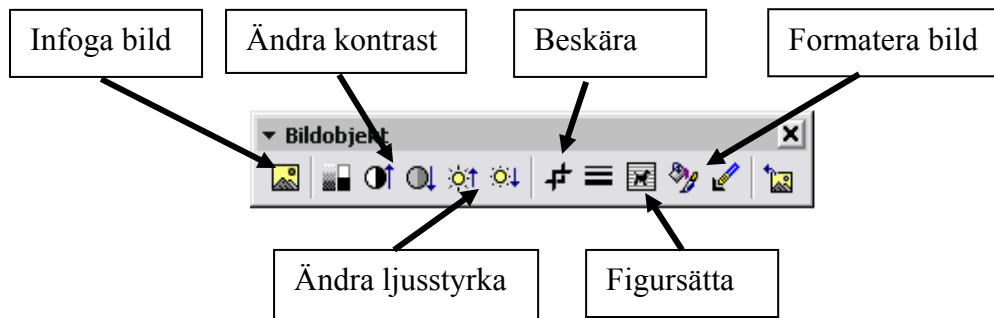 Infoga bild
Ändra kontrast
Beskära
Formatera bild
Bildobjekt
Ändra ljusstyrka
Figursätta